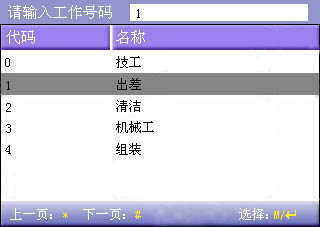 请输入工作号码 1
代码 名称
0 技工
1 出差
2 清洁
3 机械工
4 组装
上一页：* 下一页：# 选择：M/↵